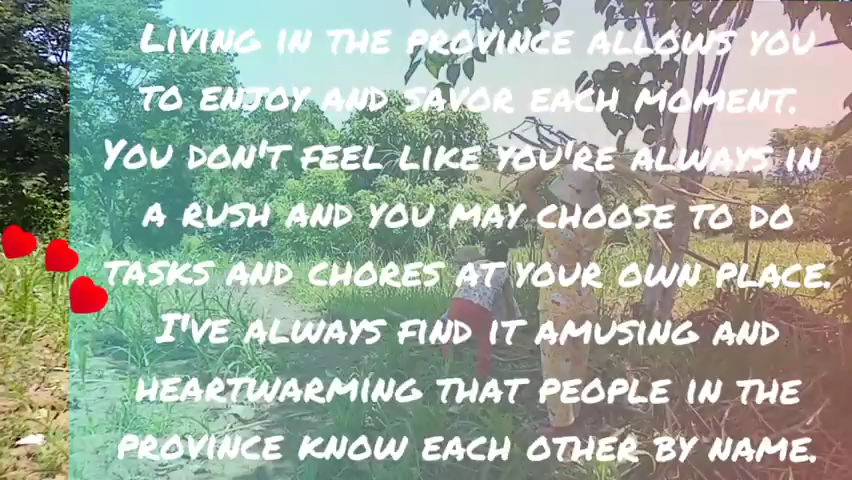 Living in the province allows you
to enjoy and savor each moment.
You don't feel like you're always in
a rush and you may choose to do
tasks and chores at your own place.
I've always find it amusing and
heartwarming that people in the
province know each other by name.